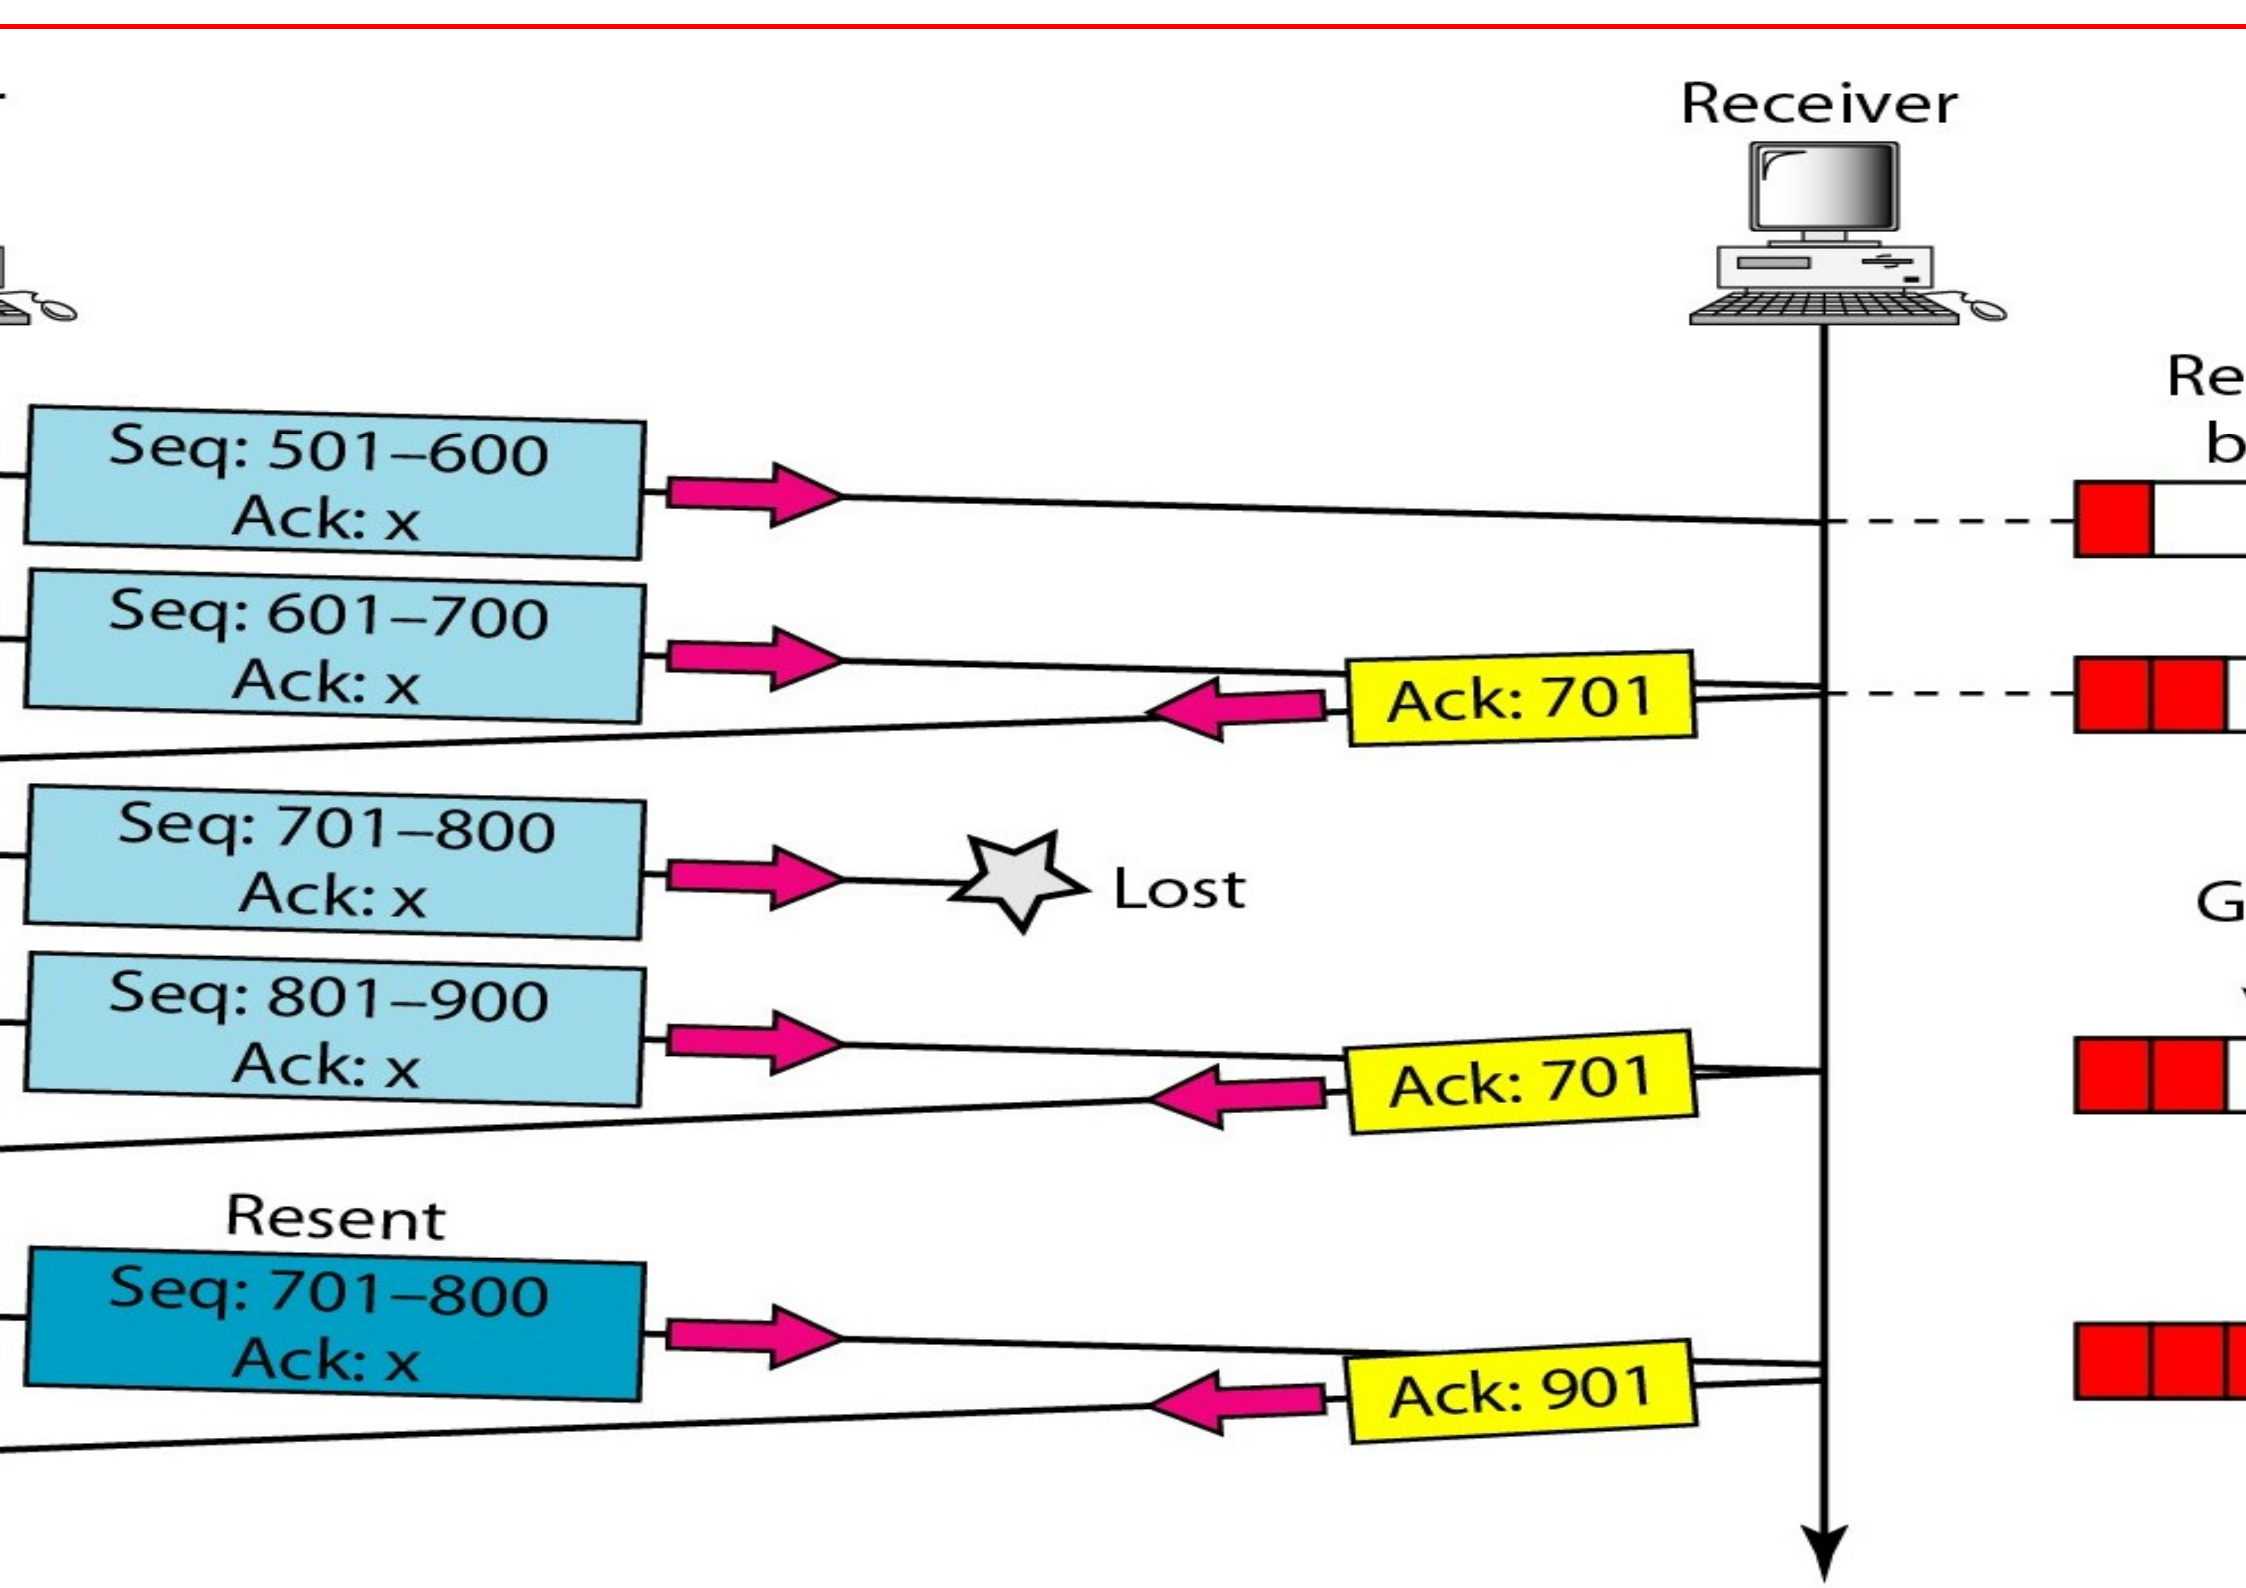 Receiver
Seq: 501–600
Ack: x
Seq: 601–700
Ack: x
Ack: 701
Seq: 701–800
Ack: x
Lost
Seq: 801–900
Ack: x
Ack: 701
Resent
Seq: 701–800
Ack: x
Ack: 901